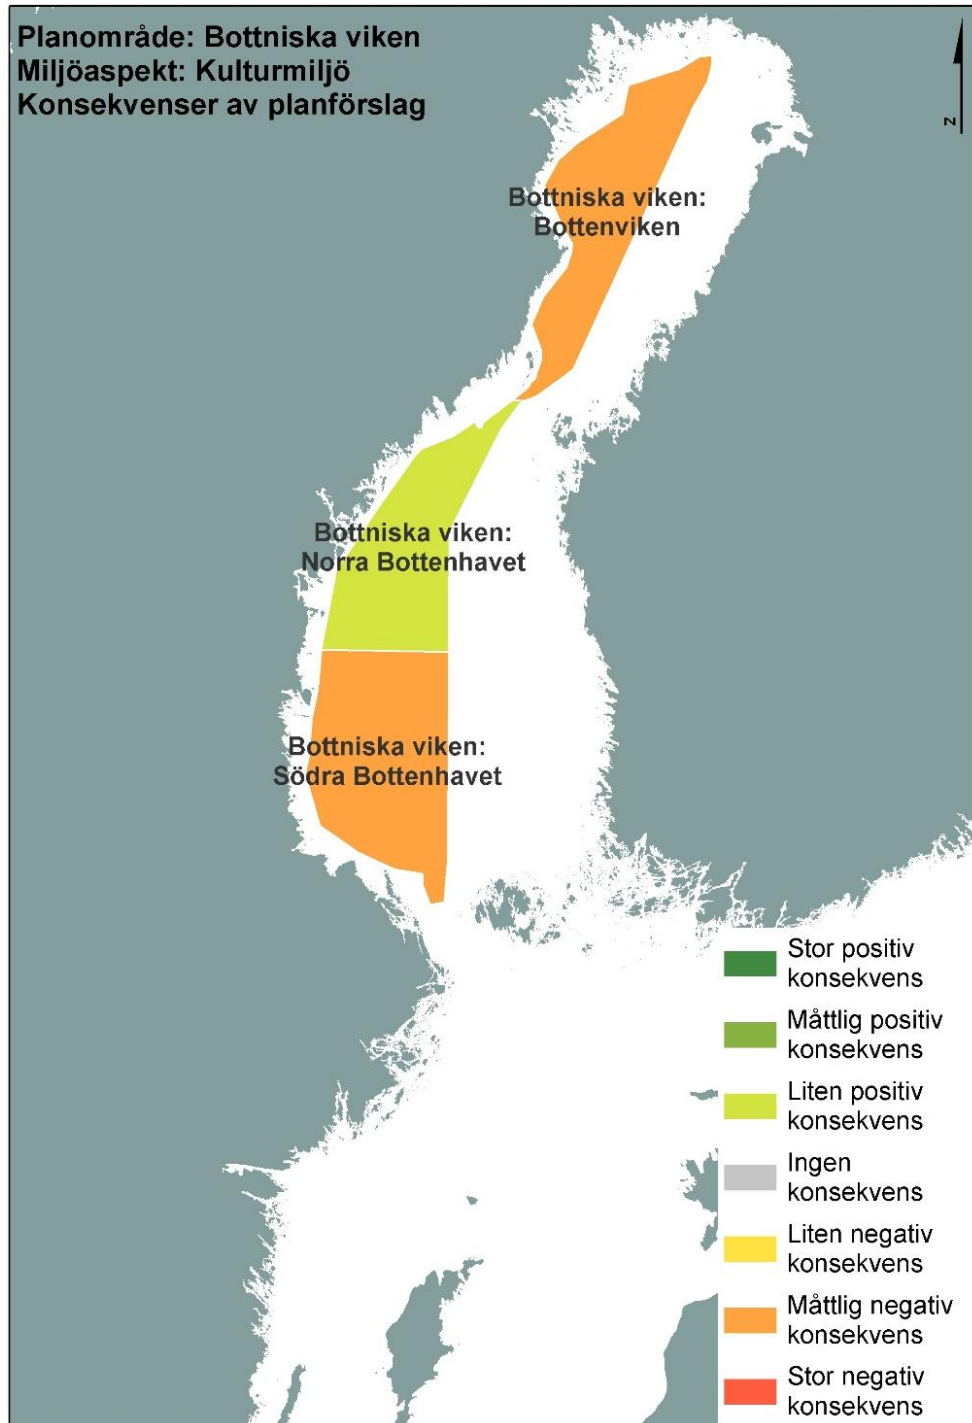 Planområde: Bottniska viken
Miljöaspekt: Kulturmiljö
Konsekvenser av planförslag
N
Bottniska viken:
Bottenviken
Bottniska viken:
Norra Bottenhavet
Bottniska viken:
Södra Bottenhavet
Stor positiv
konsekvens
Måttlig positiv
konsekvens
Liten positiv
konsekvens
Ingen
konsekvens
Liten negativ
konsekvens
Måttlig negativ
konsekvens
Stor negativ
konsekvens